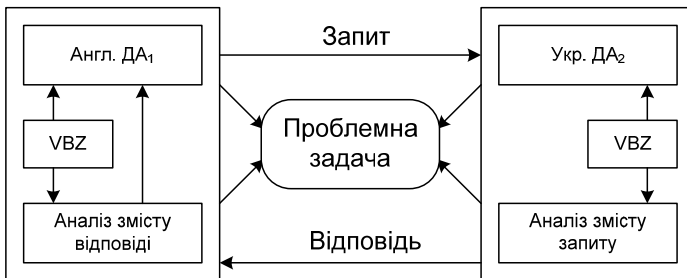 Англ. ДА₁
VBZ
Аналіз змісту
відповіді
Запит
Проблемна
задача
Відповідь
Укр. ДА₂
VBZ
Аналіз змісту
запиту